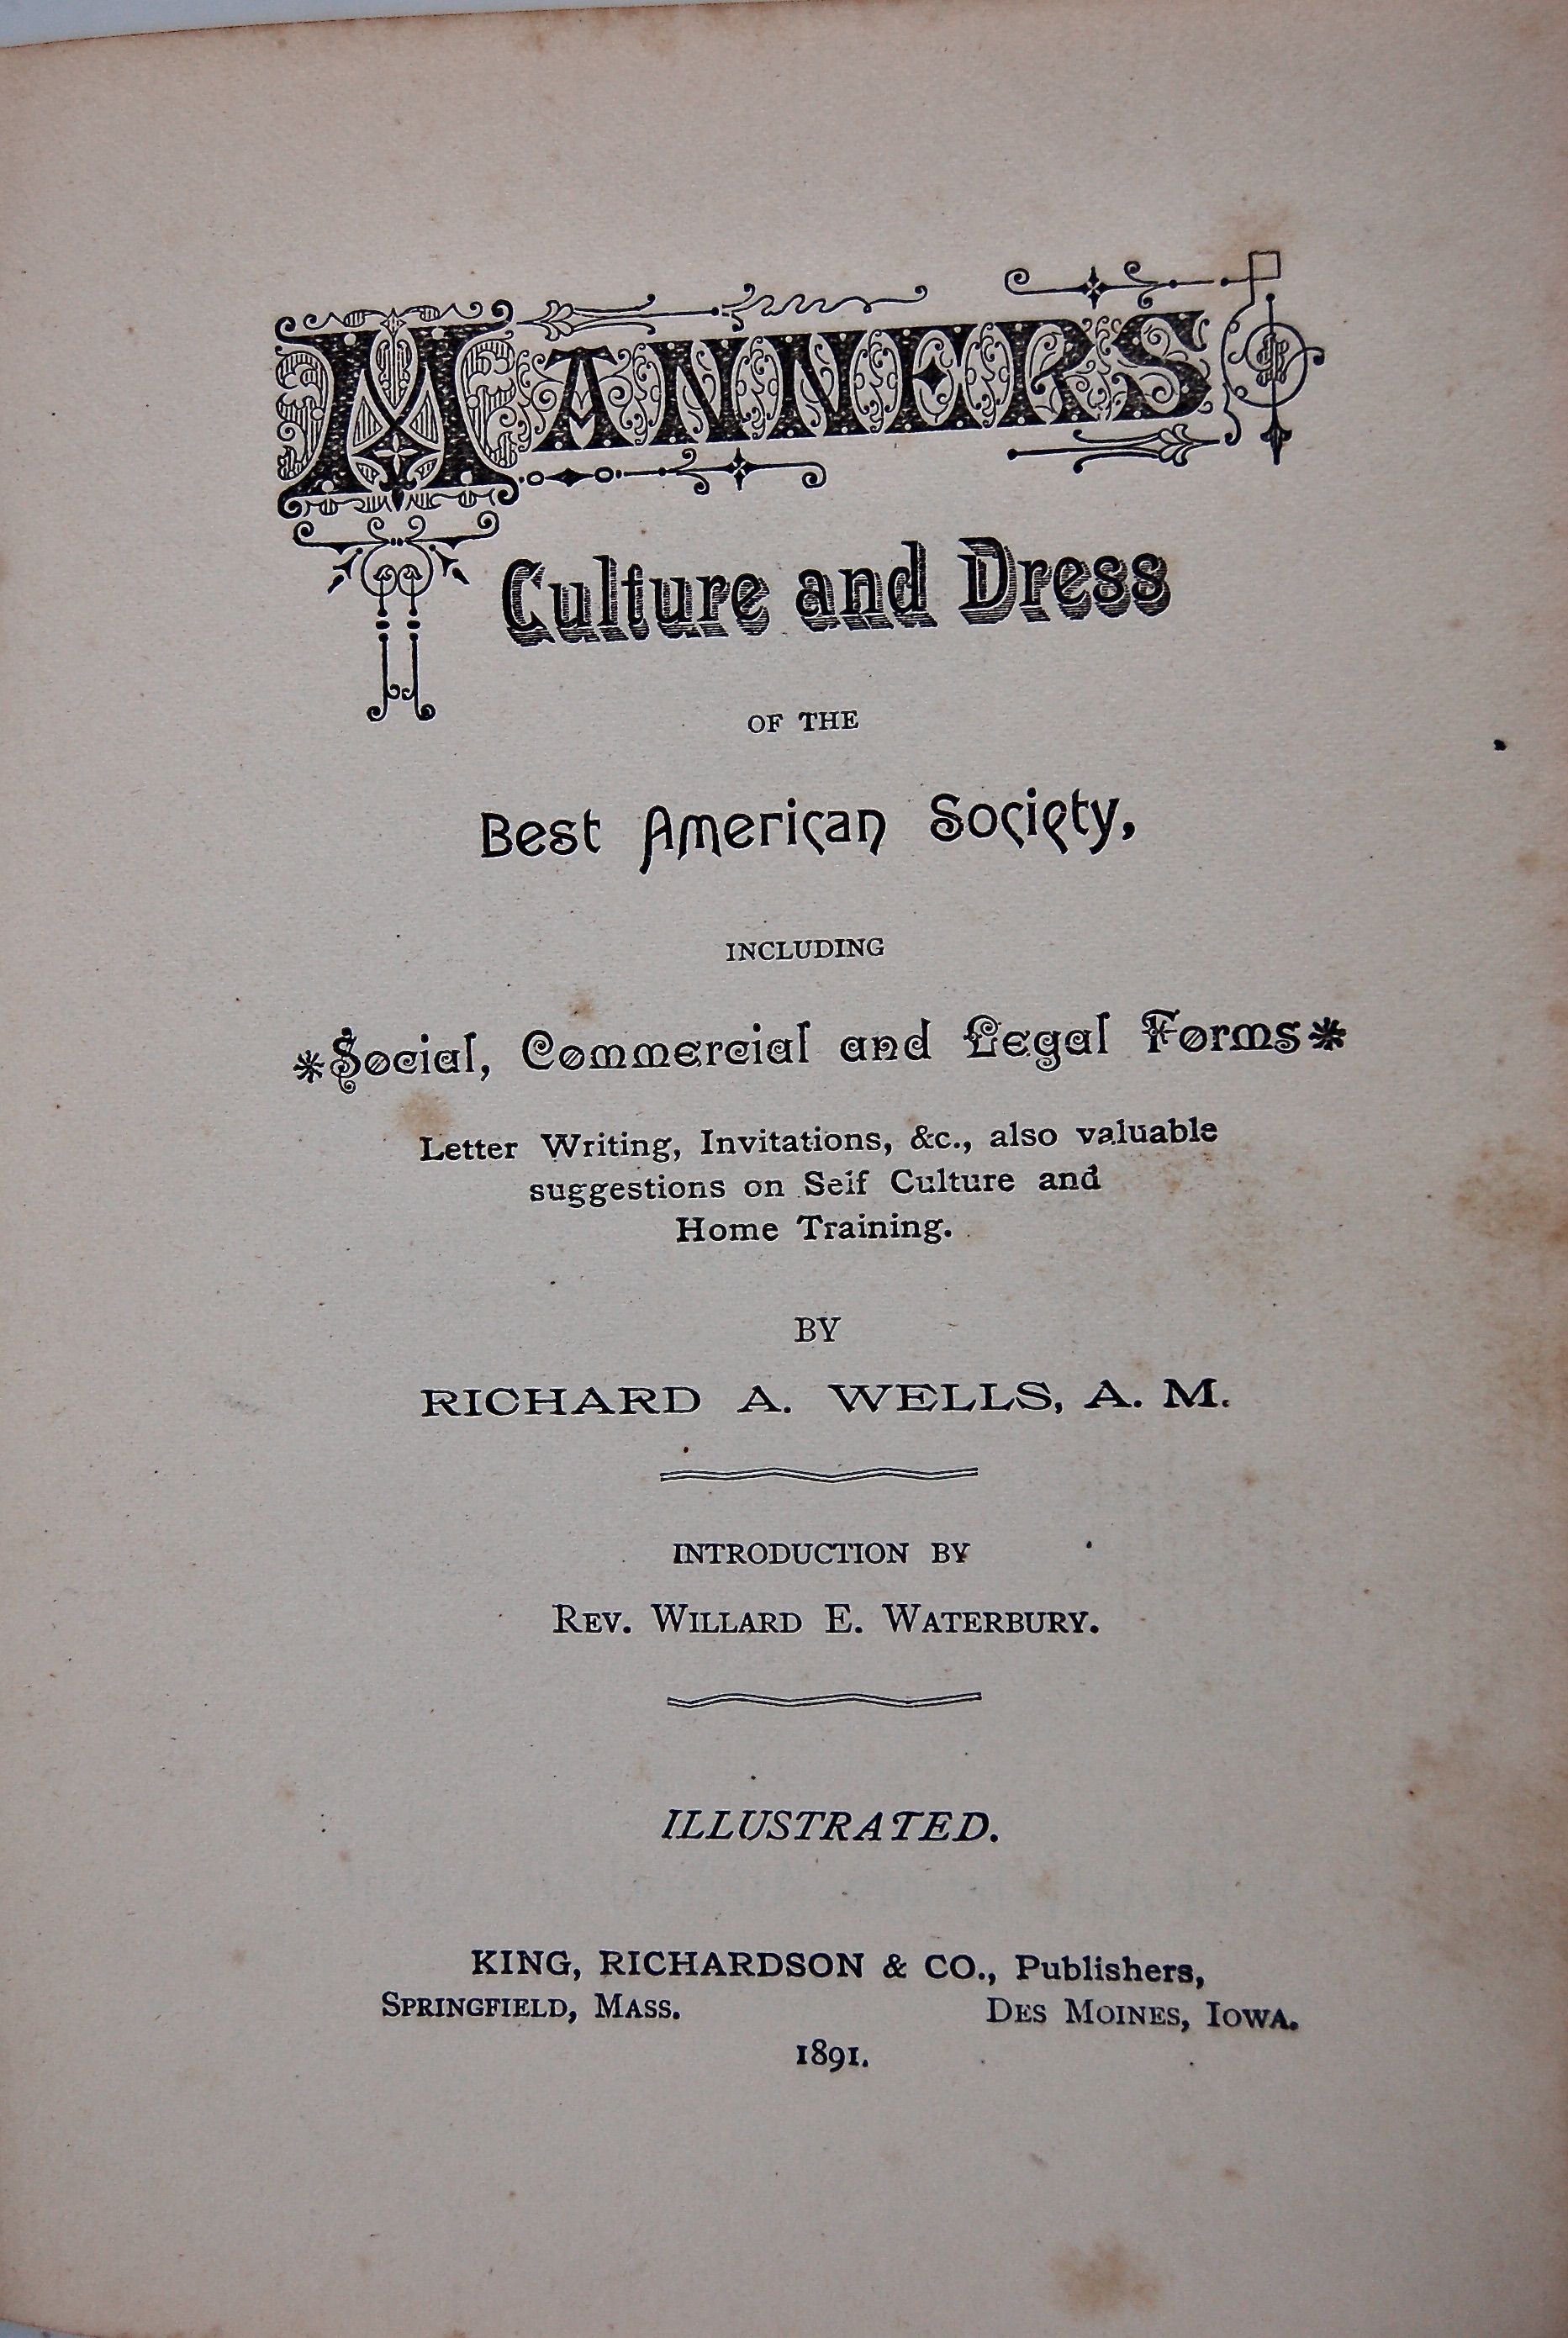 MANNERS
Culture and Dress
OF THE
Best American Society,
INCLUDING
*Social, Commercial and Legal Forms*
Letter Writing, Invitations, &c., also valuable
suggestions on Self Culture and
Home Training.
BY
RICHARD A. WELLS, A. M.
INTRODUCTION BY
REV. WILLARD E. WATERBURY.
ILLUSTRATED.
KING, RICHARDSON & CO., Publishers,
SPRINGFIELD, MASS. DES MOINES, IOWA.
1891.